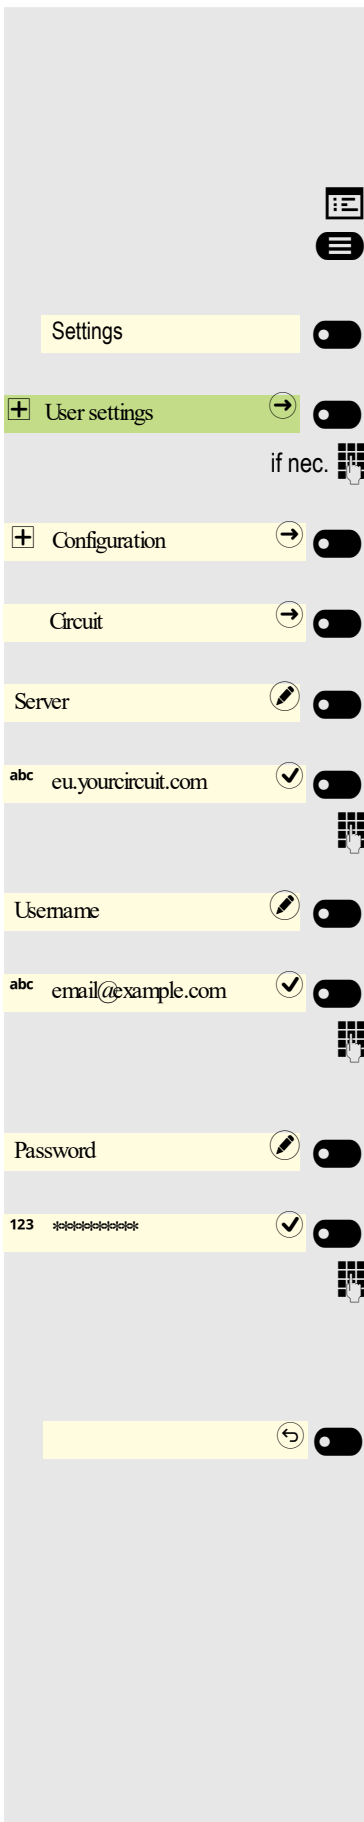 Settings
User settings
if nec.
Configuration
Circuit
Server
abc eu.yourcircuit.com
Username
abc email@example.com
Password
123 **********